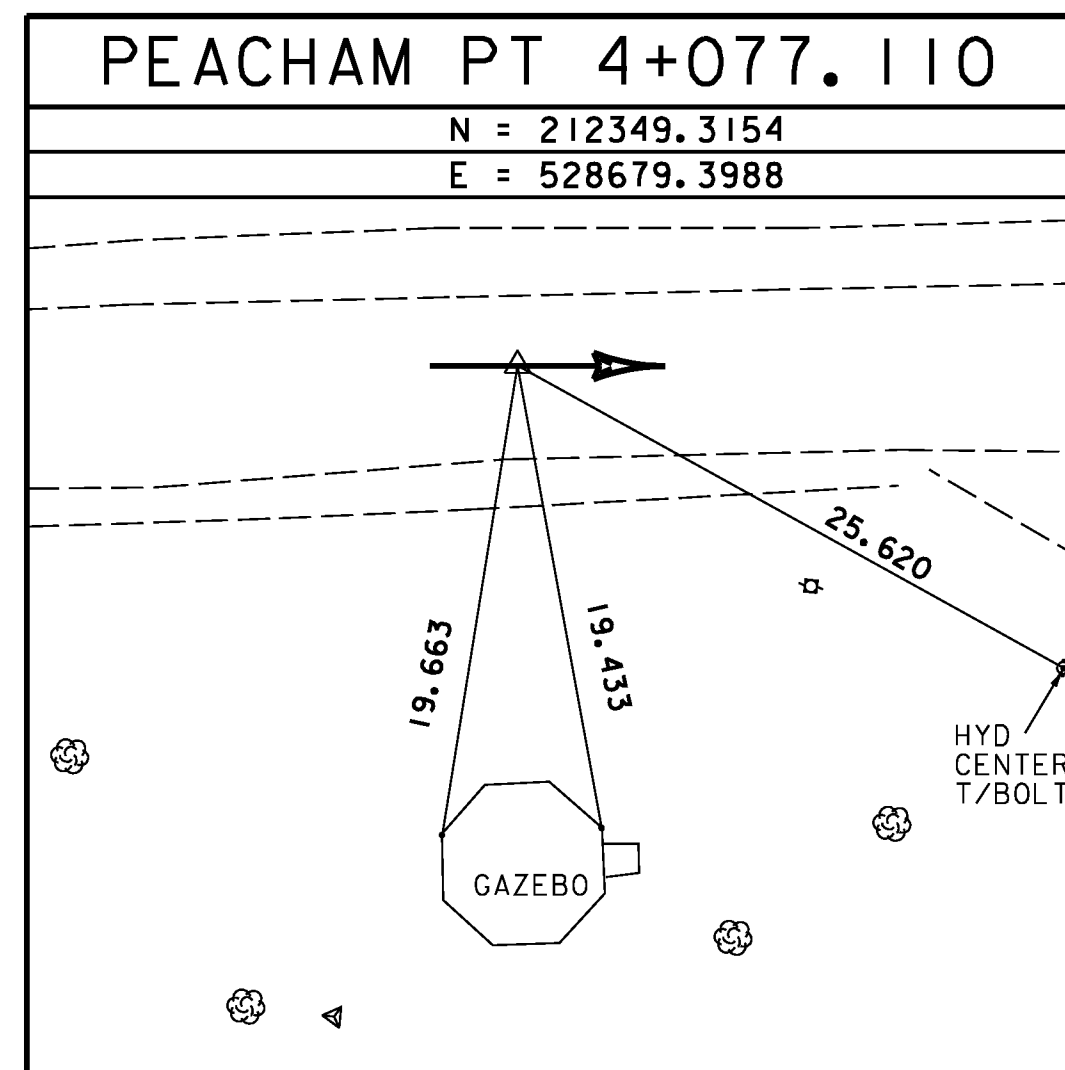 PEACHAM PT 4+077.110
N = 212349.3154
E = 528679.3988
25.620
19.663
19.433
HYD
CENTER
T/BOLT
GAZEBO